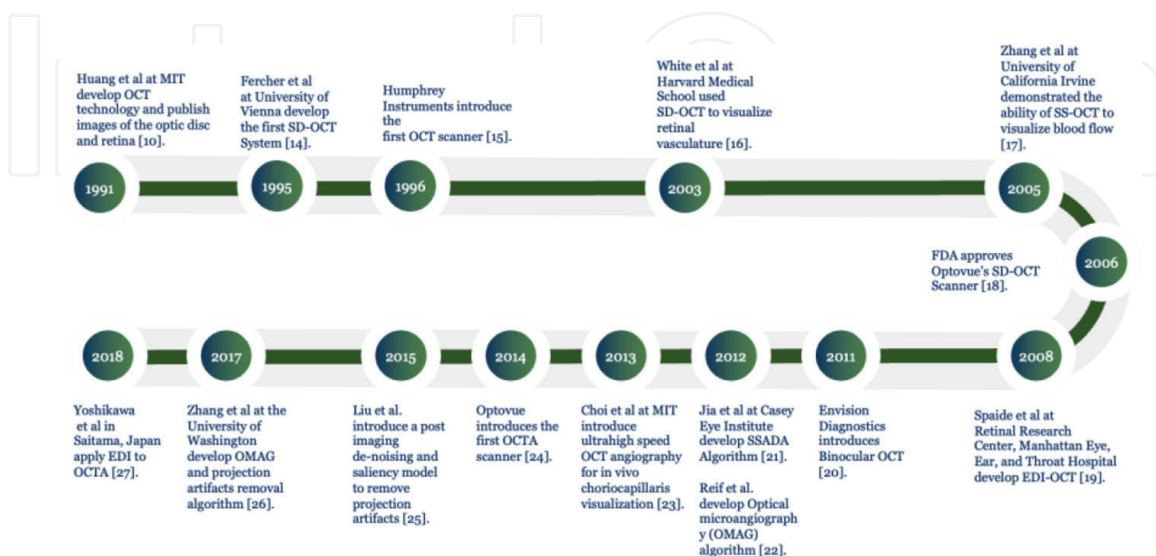 Huang et al at MIT
develop OCT
technology and publish
images of the optic disc
and retina [10].
1991
Fercher et al
at University of
Vienna develop
the first SD-OCT
System [14].
1995
Humphrey
Instruments introduce
the
first OCT scanner [15].
1996
White et al at
Harvard Medical
School used
SD-OCT to visualize
retinal
vasculature [16].
2003
Zhang et al at
University of
California Irvine
demonstrated the
ability of SS-OCT to
visualize blood flow
[17].
2005
FDA approves
Optovue's SD-OCT
Scanner [18].
2006
2018
Yoshikawa
et al in
Saitama, Japan
apply EDI to
OCTA [27].
2017
Zhang et al at the
University of
Washington
develop OMAG
and projection
artifacts removal
algorithm [26].
2015
Liu et al.
introduce a post
imaging
de-noising and
saliency model
to remove
projection
artifacts [25].
2014
Optovue
introduces the
first OCTA
scanner [24].
2013
Choi et al at MIT
introduce
ultrahigh speed
OCT angiography
for in vivo
choriocapillaris
visualization [23].
2012
Jia et al at Casey
Eye Institute
develop SSADA
Algorithm [21].
Reif et al.
develop Optical
microangiograph
y (OMAG)
algorithm [22].
2011
Envision
Diagnostics
introduces
Binocular OCT
[20].
2008
Spaide et al at
Retinal Research
Center, Manhattan Eye,
Ear, and Throat Hospital
develop EDI-OCT [19].